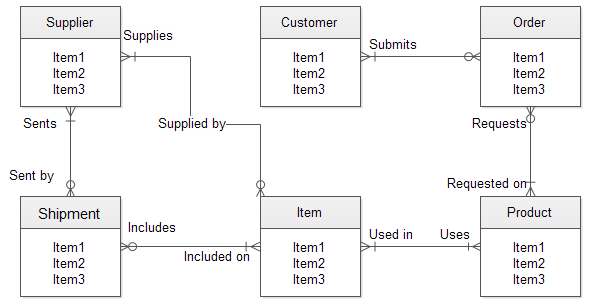 Supplier
Item1
Item2
Item3
Supplies
Customer
Item1
Item2
Item3
Submits
Order
Item1
Item2
Item3
Sents
Supplied by
Requests
Sent by
Requested on
Shipment
Item1
Item2
Item3
Includes
Included on
Item
Item1
Item2
Item3
Used in
Uses
Product
Item1
Item2
Item3